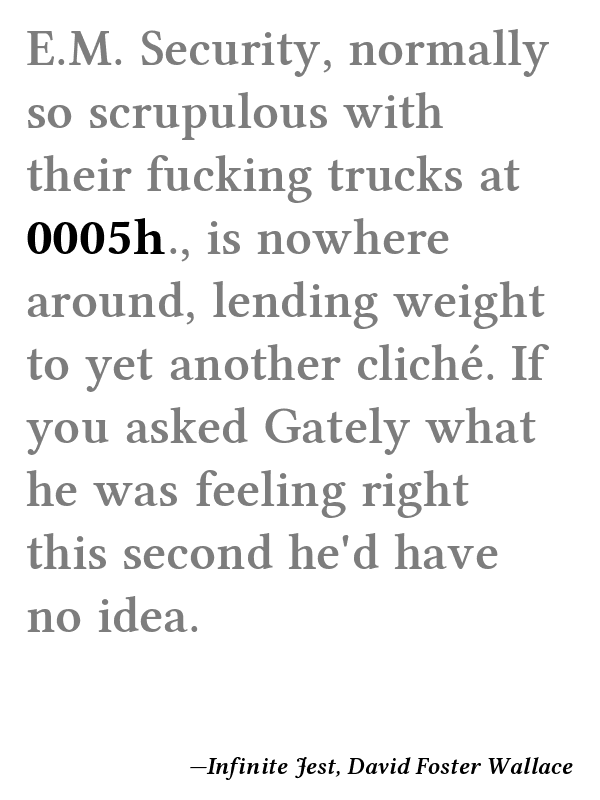 E.M. Security, normally
so scrupulous with
their fucking trucks at
0005h., is nowhere
around, lending weight
to yet another cliché. If
you asked Gately what
he was feeling right
this second he'd have
no idea.
—Infinite Jest, David Foster Wallace